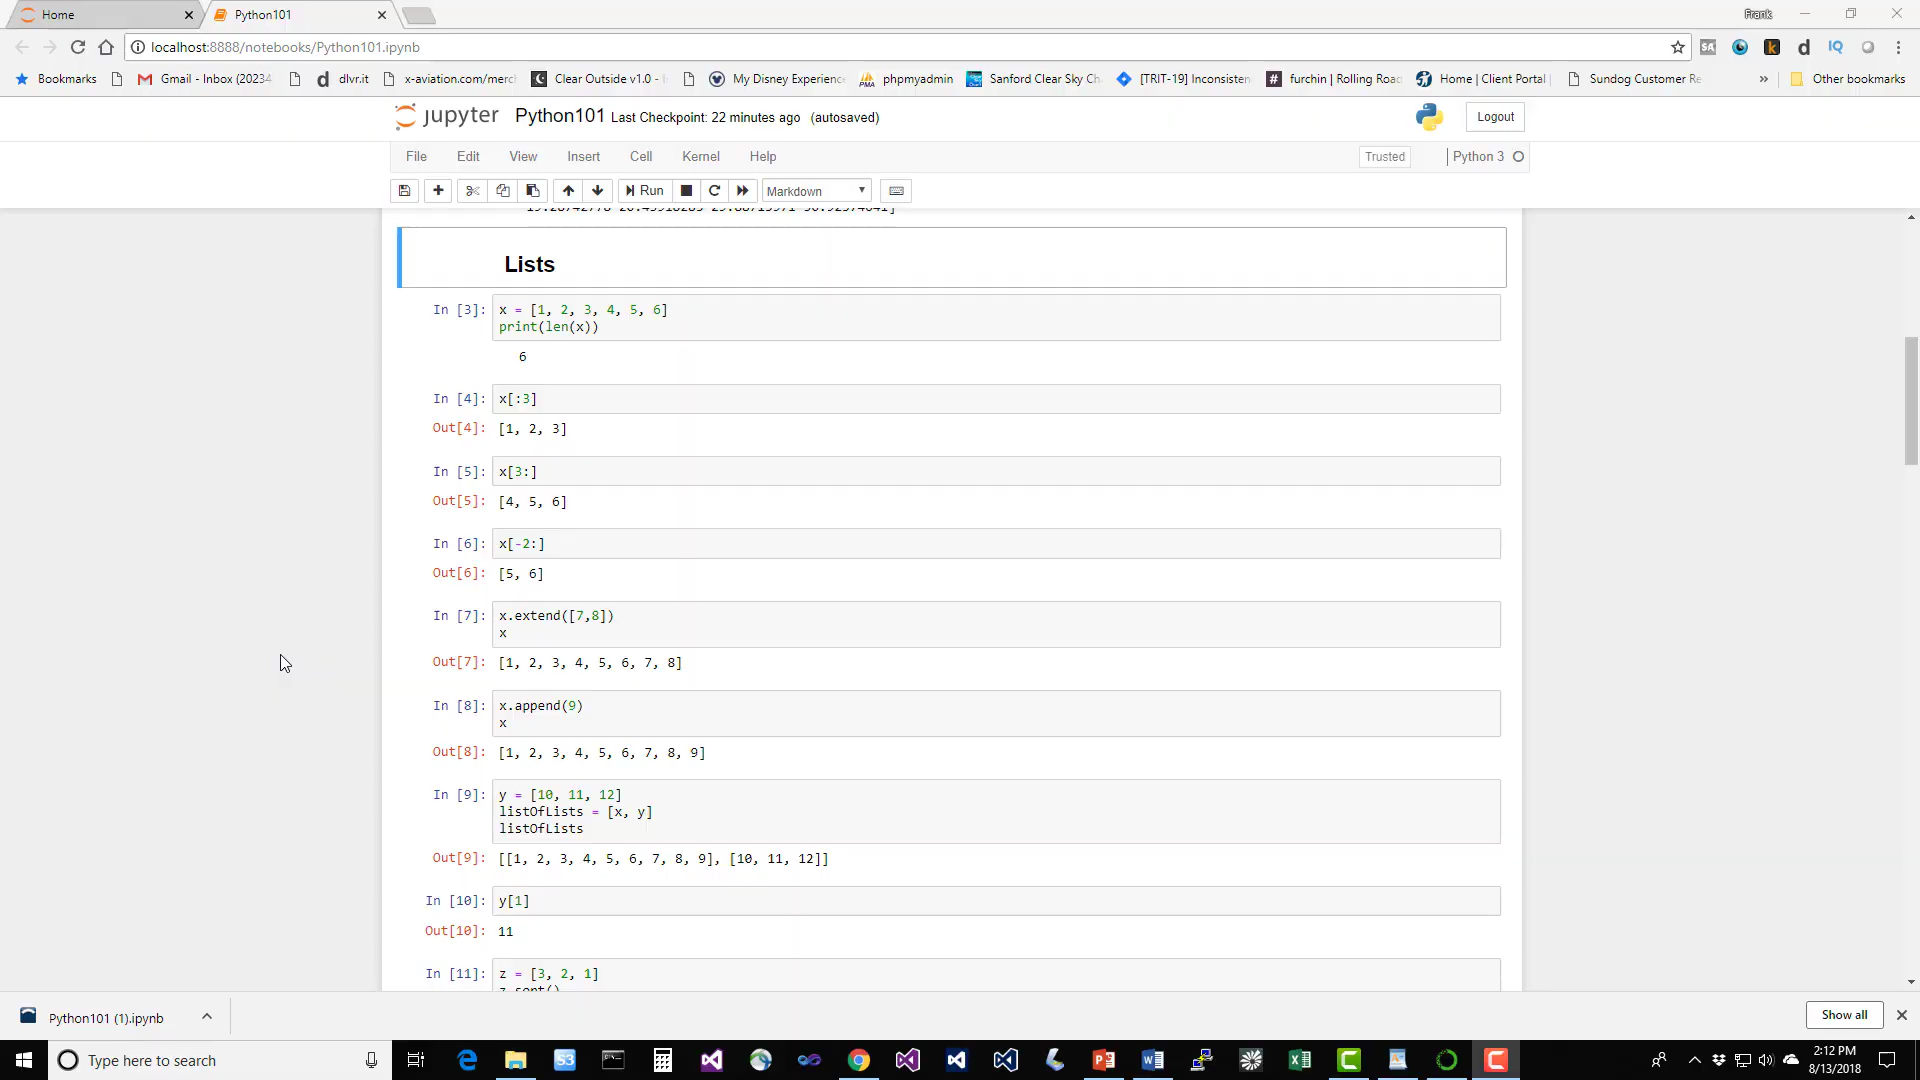 Home
Python101
Frank
localhost:8888/notebooks/Python101.ipynb
Bookmarks
Gmail - Inbox (20234
dlvr.it
x-aviation.com/merc
Clear Outside v1.0 -
My Disney Experience
phpmyadmin
Sanford Clear Sky Ch
[TRIT-19] Inconsisten
furchin | Rolling Road
Home | Client Portal
Sundog Customer Re
Other bookmarks
jupyter Python101 Last Checkpoint: 22 minutes ago (autosaved)
Logout
File Edit View Insert Cell Kernel Help
Trusted
Python 3
Run
Markdown
Lists
In [3]: x = [1, 2, 3, 4, 5, 6]
print(len(x))
6
In [4]: x[:3]
Out[4]: [1, 2, 3]
In [5]: x[3:]
Out[5]: [4, 5, 6]
In [6]: x[-2:]
Out[6]: [5, 6]
In [7]: x.extend([7,8])
x
Out[7]: [1, 2, 3, 4, 5, 6, 7, 8]
In [8]: x.append(9)
x
Out[8]: [1, 2, 3, 4, 5, 6, 7, 8, 9]
In [9]: y = [10, 11, 12]
listOfLists = [x, y]
listOfLists
Out[9]: [[1, 2, 3, 4, 5, 6, 7, 8, 9], [10, 11, 12]]
In [10]: y[1]
Out[10]: 11
In [11]: z = [3, 2, 1]
z.sort()
Python101 (1).ipynb
Show all
Type here to search
2:12 PM
8/13/2018